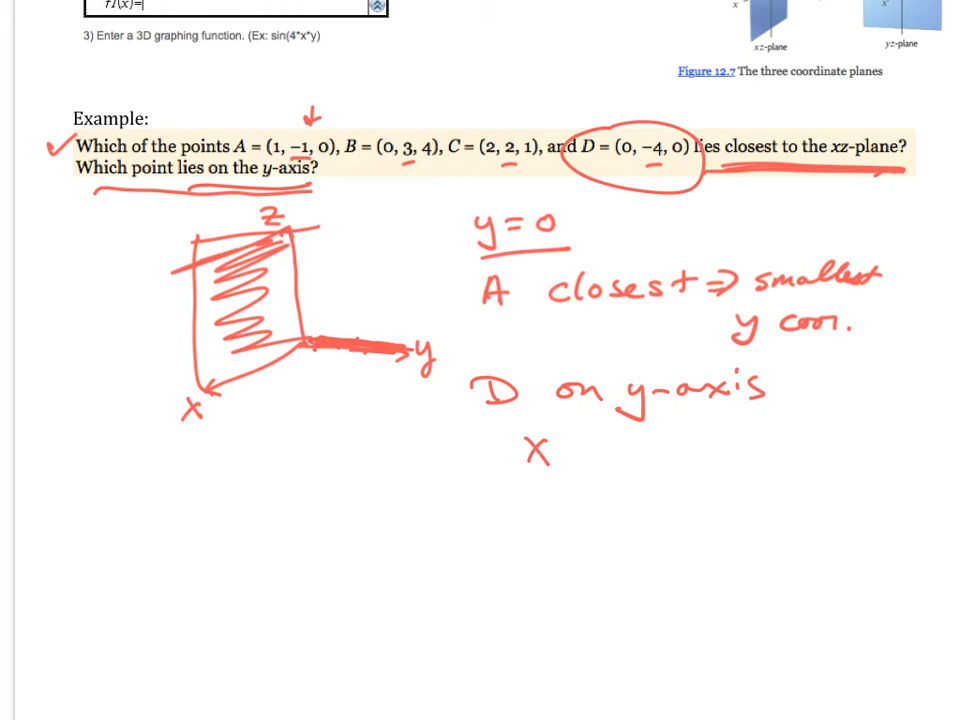 f1(x)=
3) Enter a 3D graphing function. (Ex: sin(4*x*y)
x
x
xz-plane
yz-plane
Figure 12.7 The three coordinate planes
Example:
Which of the points A = (1, −1, 0), B = (0, 3, 4), C = (2, 2, 1), and D = (0, −4, 0) lies closest to the xz-plane?
Which point lies on the y-axis?
z
y = 0
A closest ⇒ smallest
y coor.
y
D on y-axis
x
X